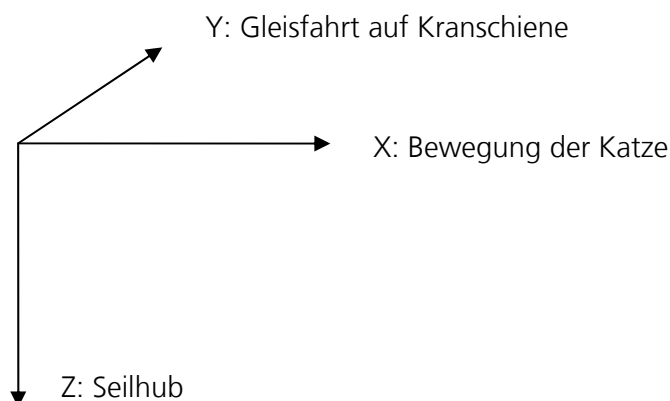 Y: Gleisfahrt auf Kranschiene
X: Bewegung der Katze
Z: Seilhub